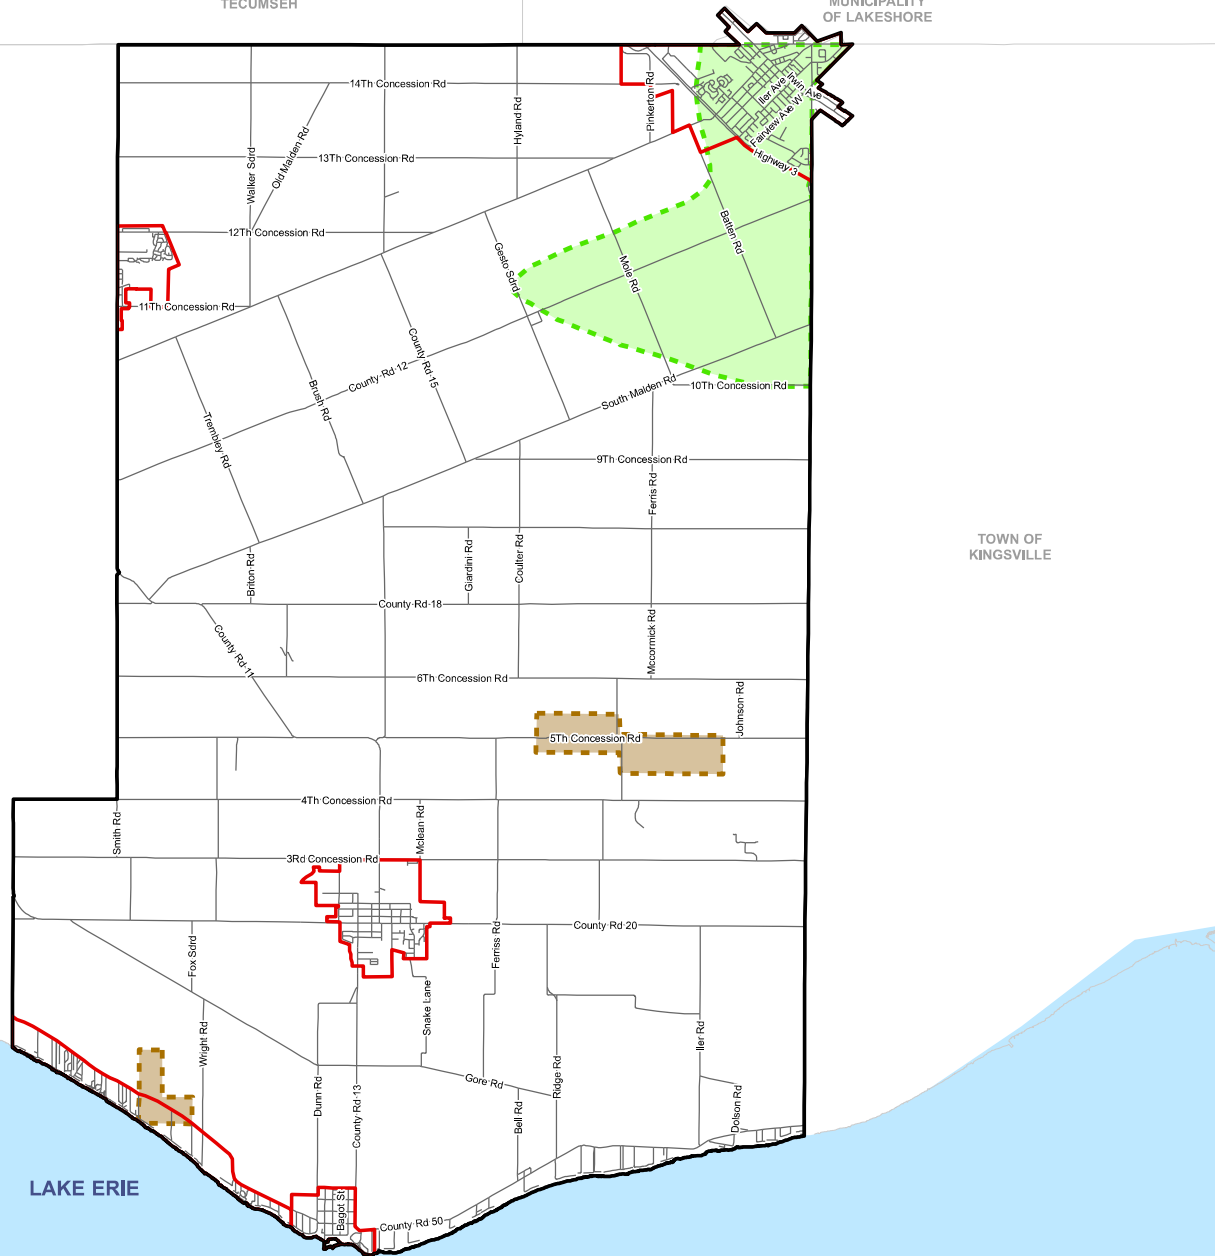 TECUMSEH
MUNICIPALITY
OF LAKESHORE
14Th Concession Rd
Pinkerton Rd
Iler Ave
Irwin Ave
Fairview Ave W
Hyland Rd
Old Malden Rd
Walker Sdrd
13Th Concession Rd
Highway 3
12Th Concession Rd
Batten Rd
Gesto Sdrd
Mole Rd
11Th Concession Rd
County Rd 15
County Rd 12
Brush Rd
South Malden Rd
10Th Concession Rd
Trembley Rd
9Th Concession Rd
Ferris Rd
TOWN OF
KINGSVILLE
Briton Rd
Giardini Rd
Coulter Rd
County Rd 18
County Rd 11
Mccormick Rd
6Th Concession Rd
Johnson Rd
5Th Concession Rd
4Th Concession Rd
Smith Rd
Mclean Rd
3Rd Concession Rd
County Rd 20
Fox Sdrd
Ferriss Rd
Snake Lane
Wright Rd
Iler Rd
Ridge Rd
Gore Rd
Dunn Rd
County Rd 13
Bell Rd
Dolson Rd
LAKE ERIE
Bagot St
County Rd 50